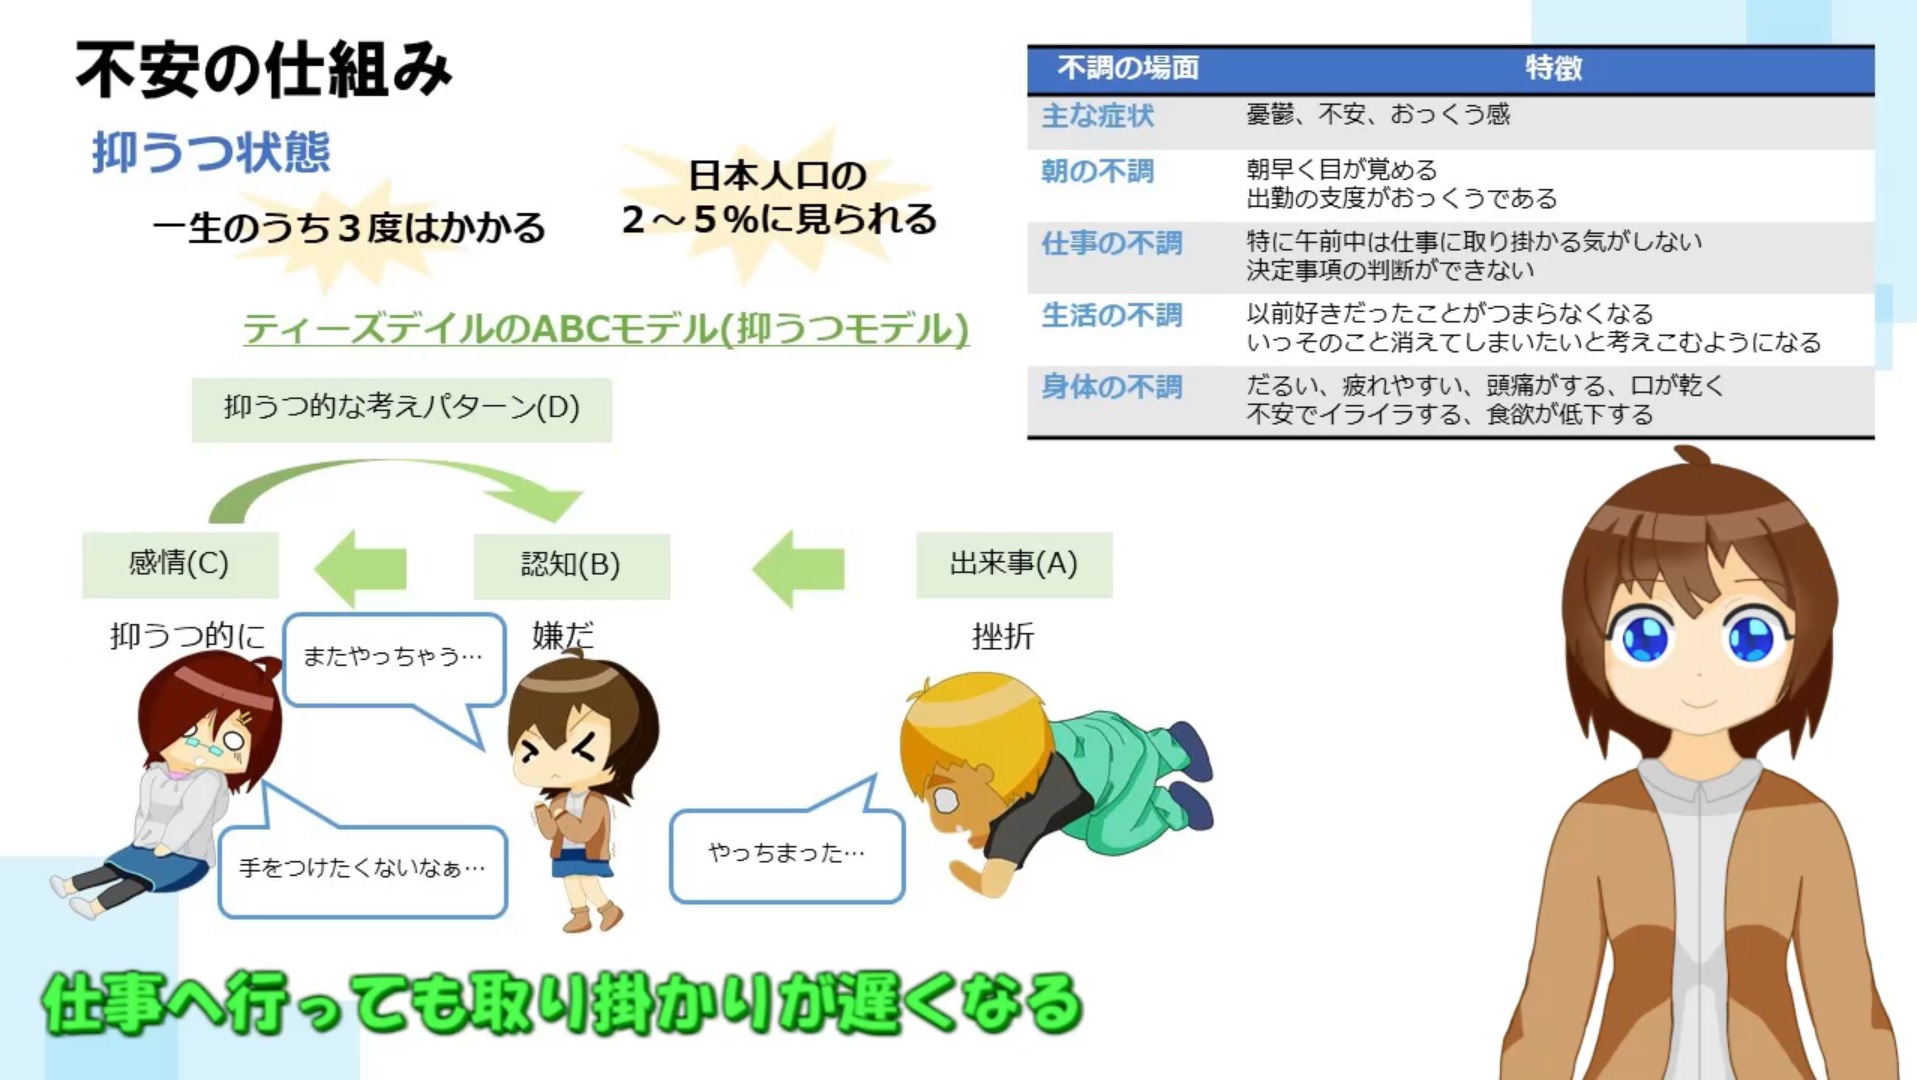 不安の仕組み
抑うつ状態
一生のうち３度はかかる
日本人口の
２～５％に見られる
ティーズデイルのABCモデル(抑うつモデル)
抑うつ的な考えパターン(D)
感情(C)
認知(B)
出来事(A)
抑うつ的に
嫌だ
挫折
またやっちゃう…
手をつけたくないなぁ…
やっちまった…
不調の場面 特徴
主な症状 憂鬱、不安、おっくう感
朝の不調 朝早く目が覚める
出勤の支度がおっくうである
仕事の不調 特に午前中は仕事に取り掛かる気がしない
決定事項の判断ができない
生活の不調 以前好きだったことがつまらなくなる
いっそのこと消えてしまいたいと考えこむようになる
身体の不調 だるい、疲れやすい、頭痛がする、口が乾く
不安でイライラする、食欲が低下する
仕事へ行っても取り掛かりが遅くなる